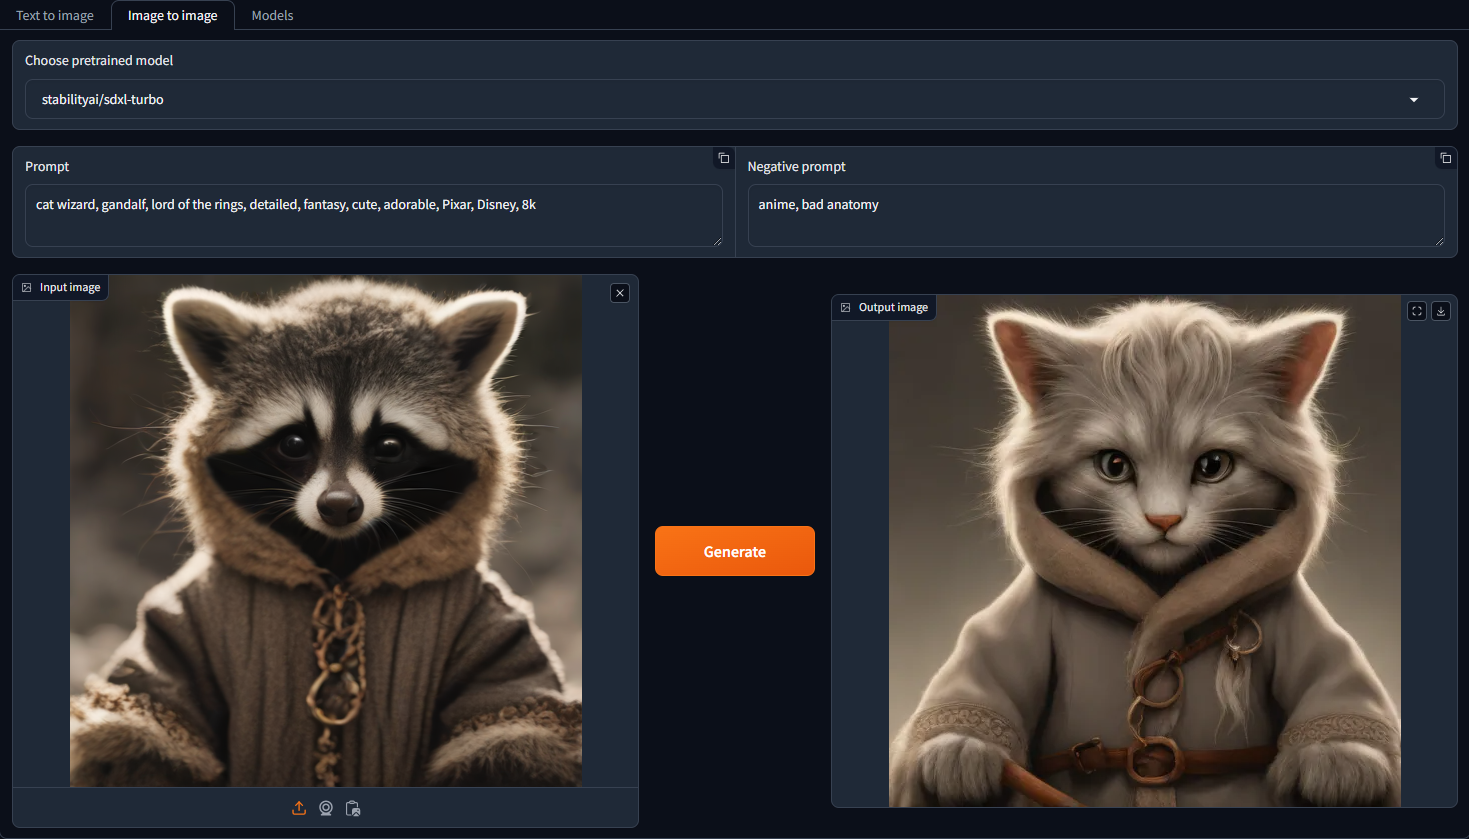 Text to image
Image to image
Models
Choose pretrained model
stabilityai/sdxl-turbo
Prompt
cat wizard, gandalf, lord of the rings, detailed, fantasy, cute, adorable, Pixar, Disney, 8k
Negative prompt
anime, bad anatomy
Input image
Generate
Output image